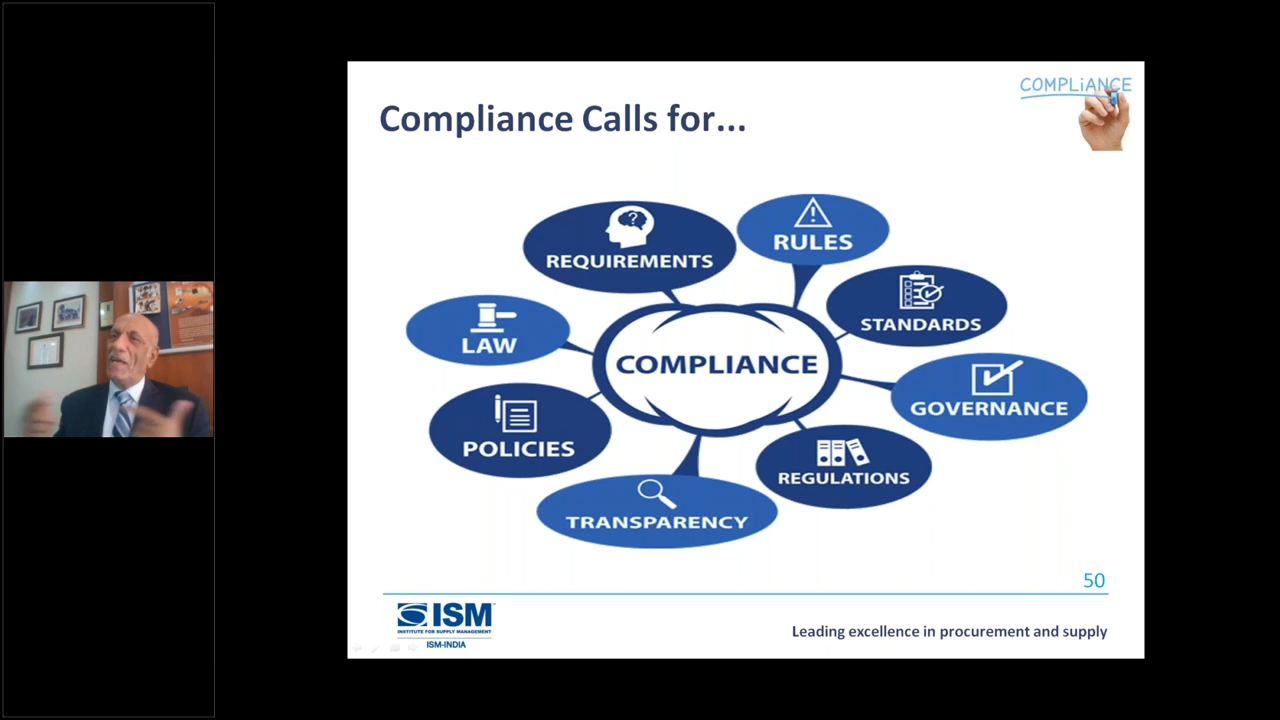 COMPLiANCE
Compliance Calls for...
REQUIREMENTS
RULES
STANDARDS
LAW
COMPLIANCE
GOVERNANCE
POLICIES
REGULATIONS
TRANSPARENCY
50
ISM
INSTITUTE FOR SUPPLY MANAGEMENT
ISM-INDIA
Leading excellence in procurement and supply